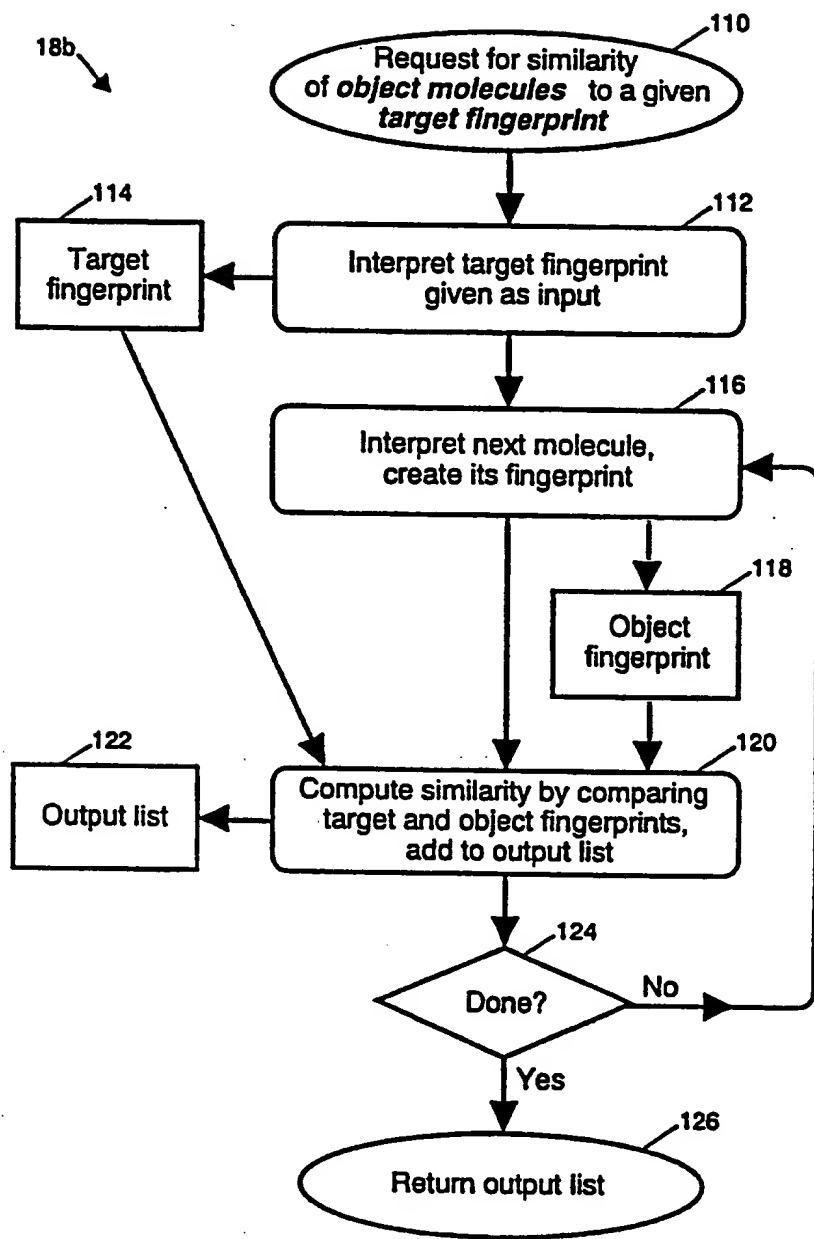 110
18b
Request for similarity
of object molecules to a given
target fingerprint
114
112
Target
fingerprint
Interpret target fingerprint
given as input
116
Interpret next molecule,
create its fingerprint
118
Object
fingerprint
122
120
Output list
Compute similarity by comparing
target and object fingerprints,
add to output list
124
Done?
No
Yes
126
Return output list